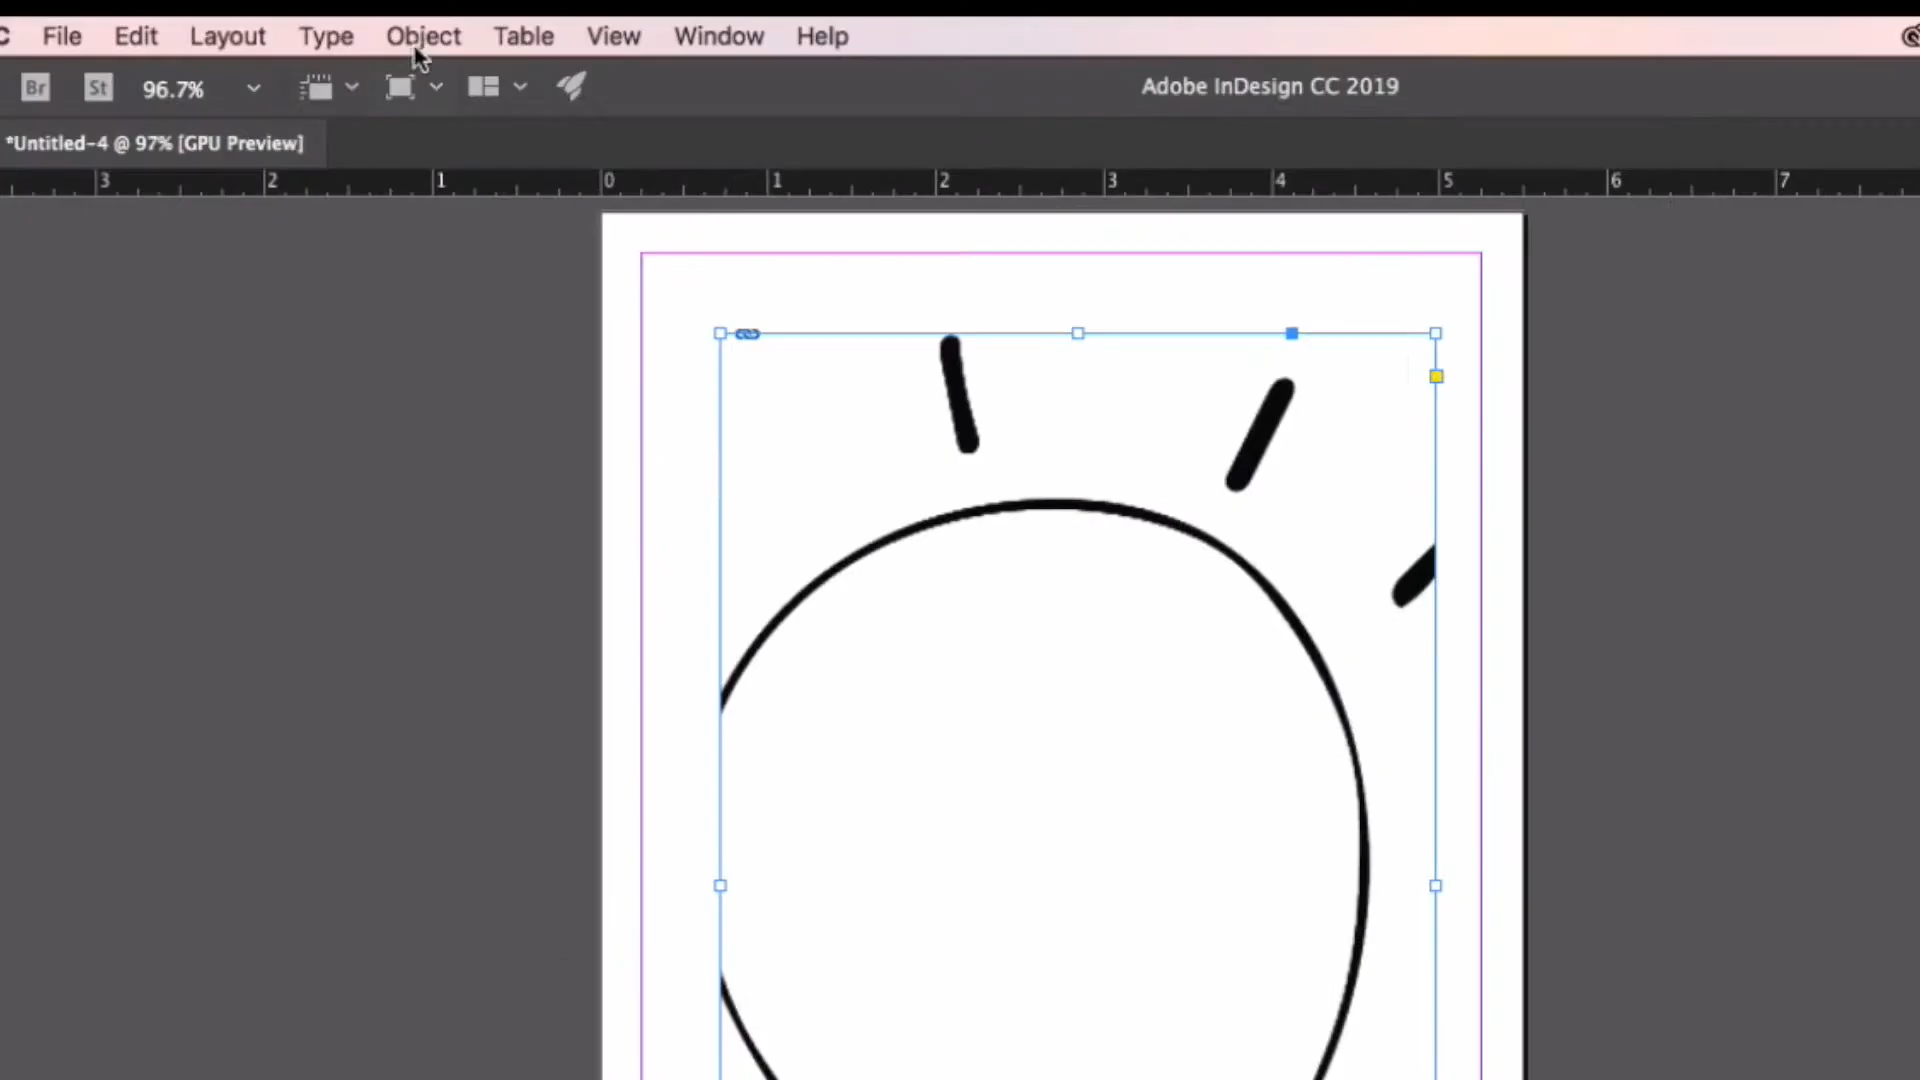 C File Edit Layout Type Object Table View Window Help
Br St 96.7% Adobe InDesign CC 2019
*Untitled-4 @ 97% [GPU Preview]
3 2 1 0 1 2 3 4 5 6 7